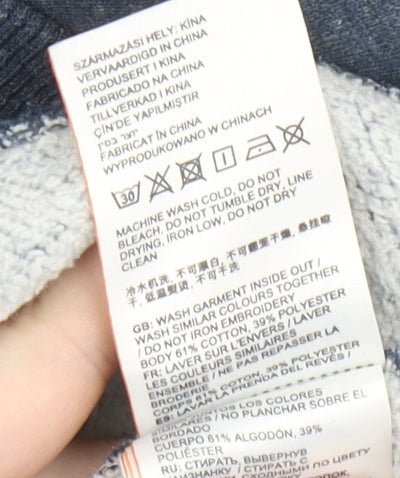 SZÁRMAZÁSI HELY: KÍNA
VERVAARDIGD IN CHINA
PRODUSERT I KINA
FABRICADO NA CHINA
TILLVERKAD I KINA
ÇİN'DE YAPILMIŞTIR
יוצר בסין
FABRICAT ÎN CHINA
WYPRODUKOWANO W CHINACH
30
MACHINE WASH COLD, DO NOT
BLEACH, DO NOT TUMBLE DRY, LINE
DRYING, IRON LOW, DO NOT DRY
CLEAN
冷水机洗, 不可漂白, 不可翻笼干燥, 悬挂晾
干, 低温熨烫, 不可干洗
GB: WASH GARMENT INSIDE OUT /
WASH SIMILAR COLOURS TOGETHER
/ DO NOT IRON EMBROIDERY
BODY 61% COTTON, 39% POLYESTER
FR: LAVER SUR L'ENVERS / LAVER
LES COULEURS SIMILAIRES
ENSEMBLE / NE PAS REPASSER LA
BRODERIE, COTON, 39% POLYESTER
CORPS 61%
ES: LAVAR LA PRENDA DEL REVÉS /
LOS COLORES
/ NO PLANCHAR SOBRE EL
BORDADO
CUERPO 61% ALGODÓN, 39%
POLIÉSTER
RU: СТИРАТЬ, ВЫВЕРНУВ
ИЗНАНКУ / СТИРАТЬ С
СХОДНЫМИ ПО ЦВЕТУ